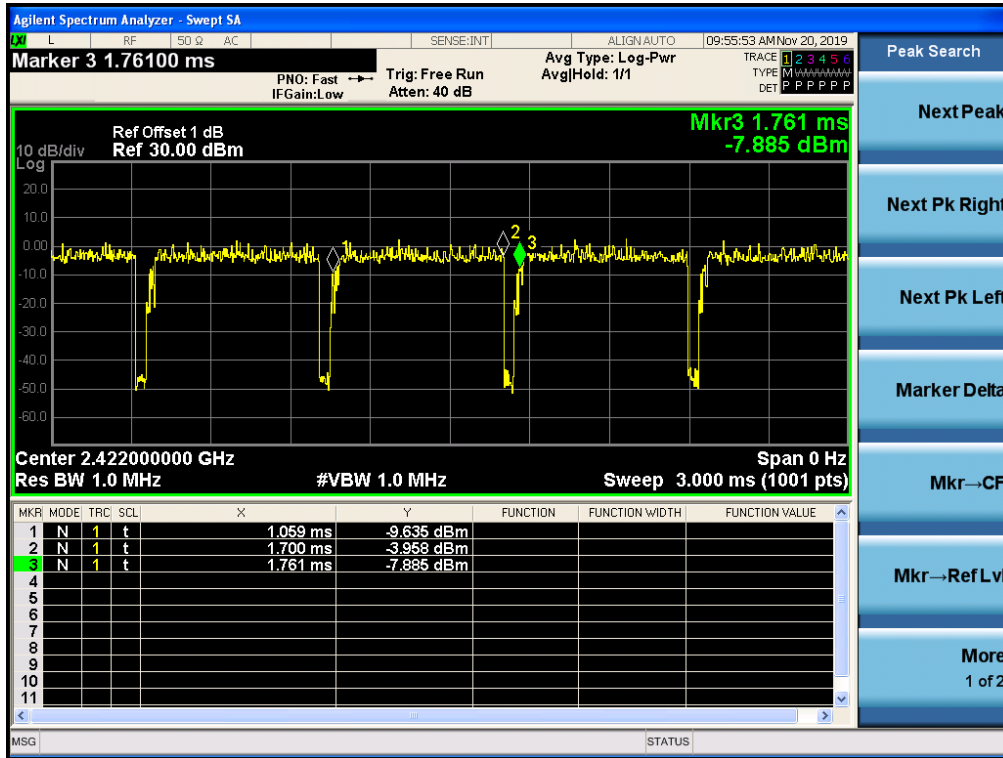 Agilent Spectrum Analyzer - Swept SA
LXI L RF 50 Ω AC SENSE:INT ALIGN AUTO 09:55:53 AM Nov 20, 2019
Marker 3 1.76100 ms
PNO: Fast
IFGain:Low
Trig: Free Run
Atten: 40 dB
Avg Type: Log-Pwr
Avg|Hold: 1/1
TRACE 1 2 3 4 5 6
TYPE M WWWWW
DET P P P P P P
Ref Offset 1 dB
10 dB/div Ref 30.00 dBm
Log
Mkr3 1.761 ms
-7.885 dBm
20.0
10.0
0.00
-10.0
-20.0
-30.0
-40.0
-50.0
-60.0
1
2
3
Center 2.422000000 GHz Span 0 Hz
Res BW 1.0 MHz #VBW 1.0 MHz Sweep 3.000 ms (1001 pts)
MKR MODE TRC SCL X Y FUNCTION FUNCTION WIDTH FUNCTION VALUE
1 N 1 t 1.059 ms -9.635 dBm
2 N 1 t 1.700 ms -3.958 dBm
3 N 1 t 1.761 ms -7.885 dBm
4
5
6
7
8
9
10
11
MSG STATUS
Peak Search
Next Peak
Next Pk Right
Next Pk Left
Marker Delta
Mkr→CF
Mkr→Ref Lvl
More
1 of 2